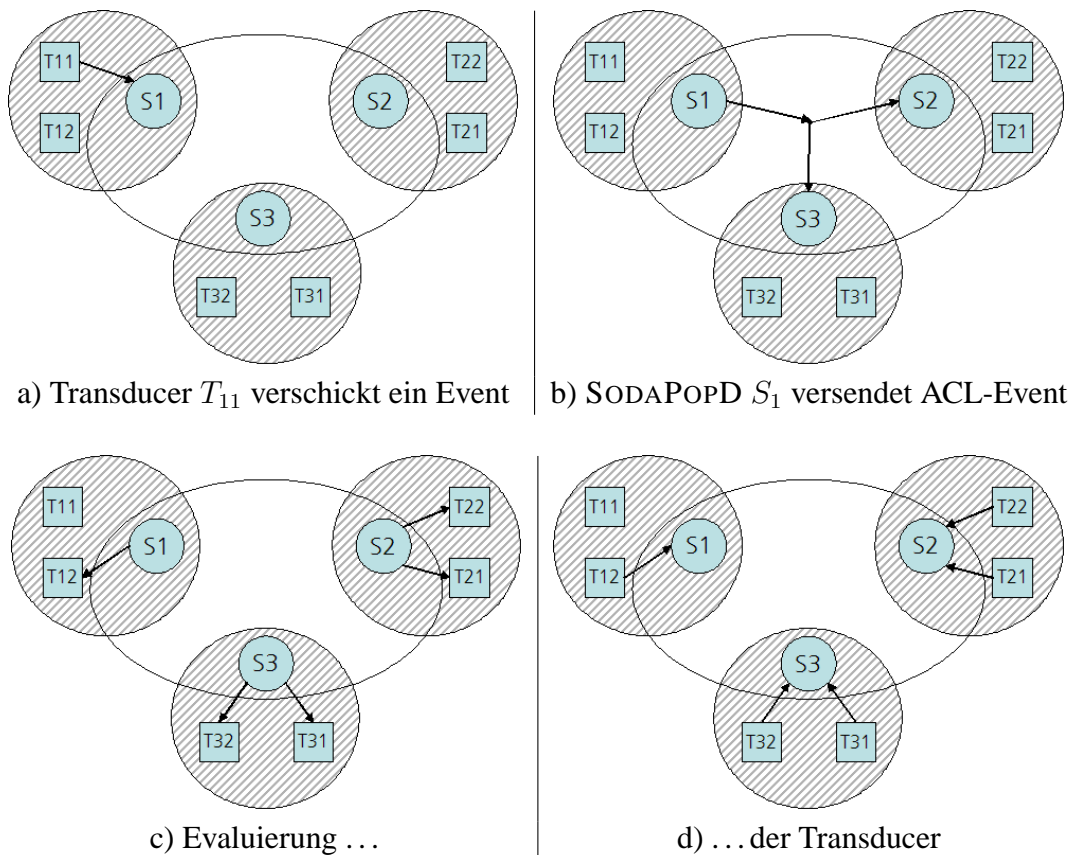 T11
S1
T12
T22
S2
T21
S3
T32 T31
a) Transducer T11 verschickt ein Event
T11
S1
T12
T22
S2
T21
S3
T32 T31
b) SODAPOPD S1 versendet ACL-Event
T11
S1
T12
T22
S2
T21
S3
T32 T31
c) Evaluierung ...
T11
S1
T12
T22
S2
T21
S3
T32 T31
d) ... der Transducer